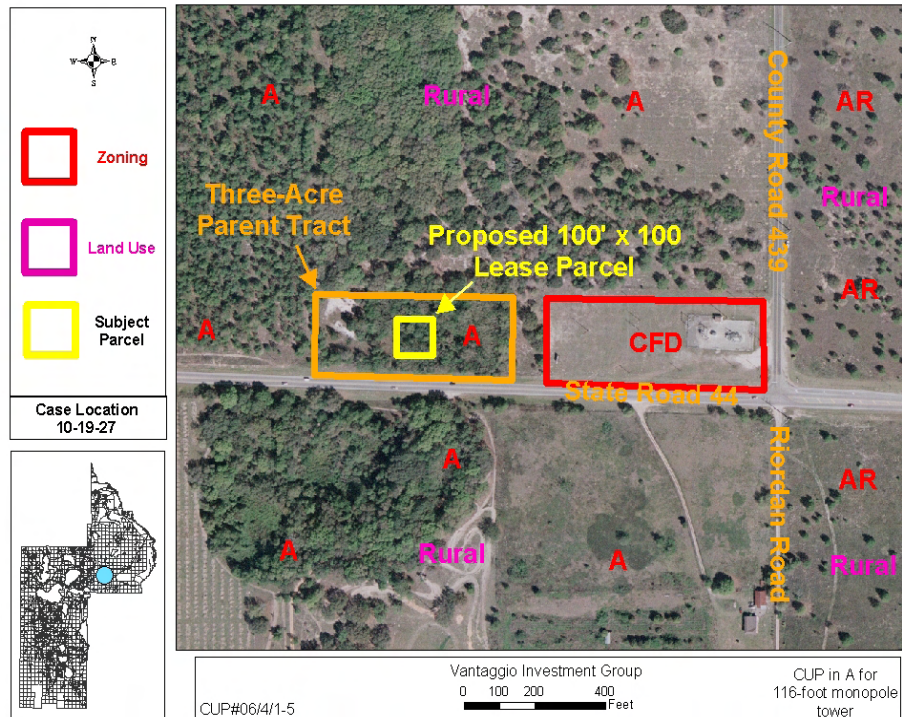 N
W E
S
Zoning
Land Use
Subject
Parcel
Case Location
10-19-27
A
Rural
A
County Road 439
AR
Rural
Three-Acre
Parent Tract
Proposed 100' x 100
Lease Parcel
AR
A
A
CFD
State Road 44
A
AR
Riordan Road
A
Rural
A
Rural
CUP#06/4/1-5
Vantaggio Investment Group
0 100 200 400
Feet
CUP in A for
116-foot monopole
tower